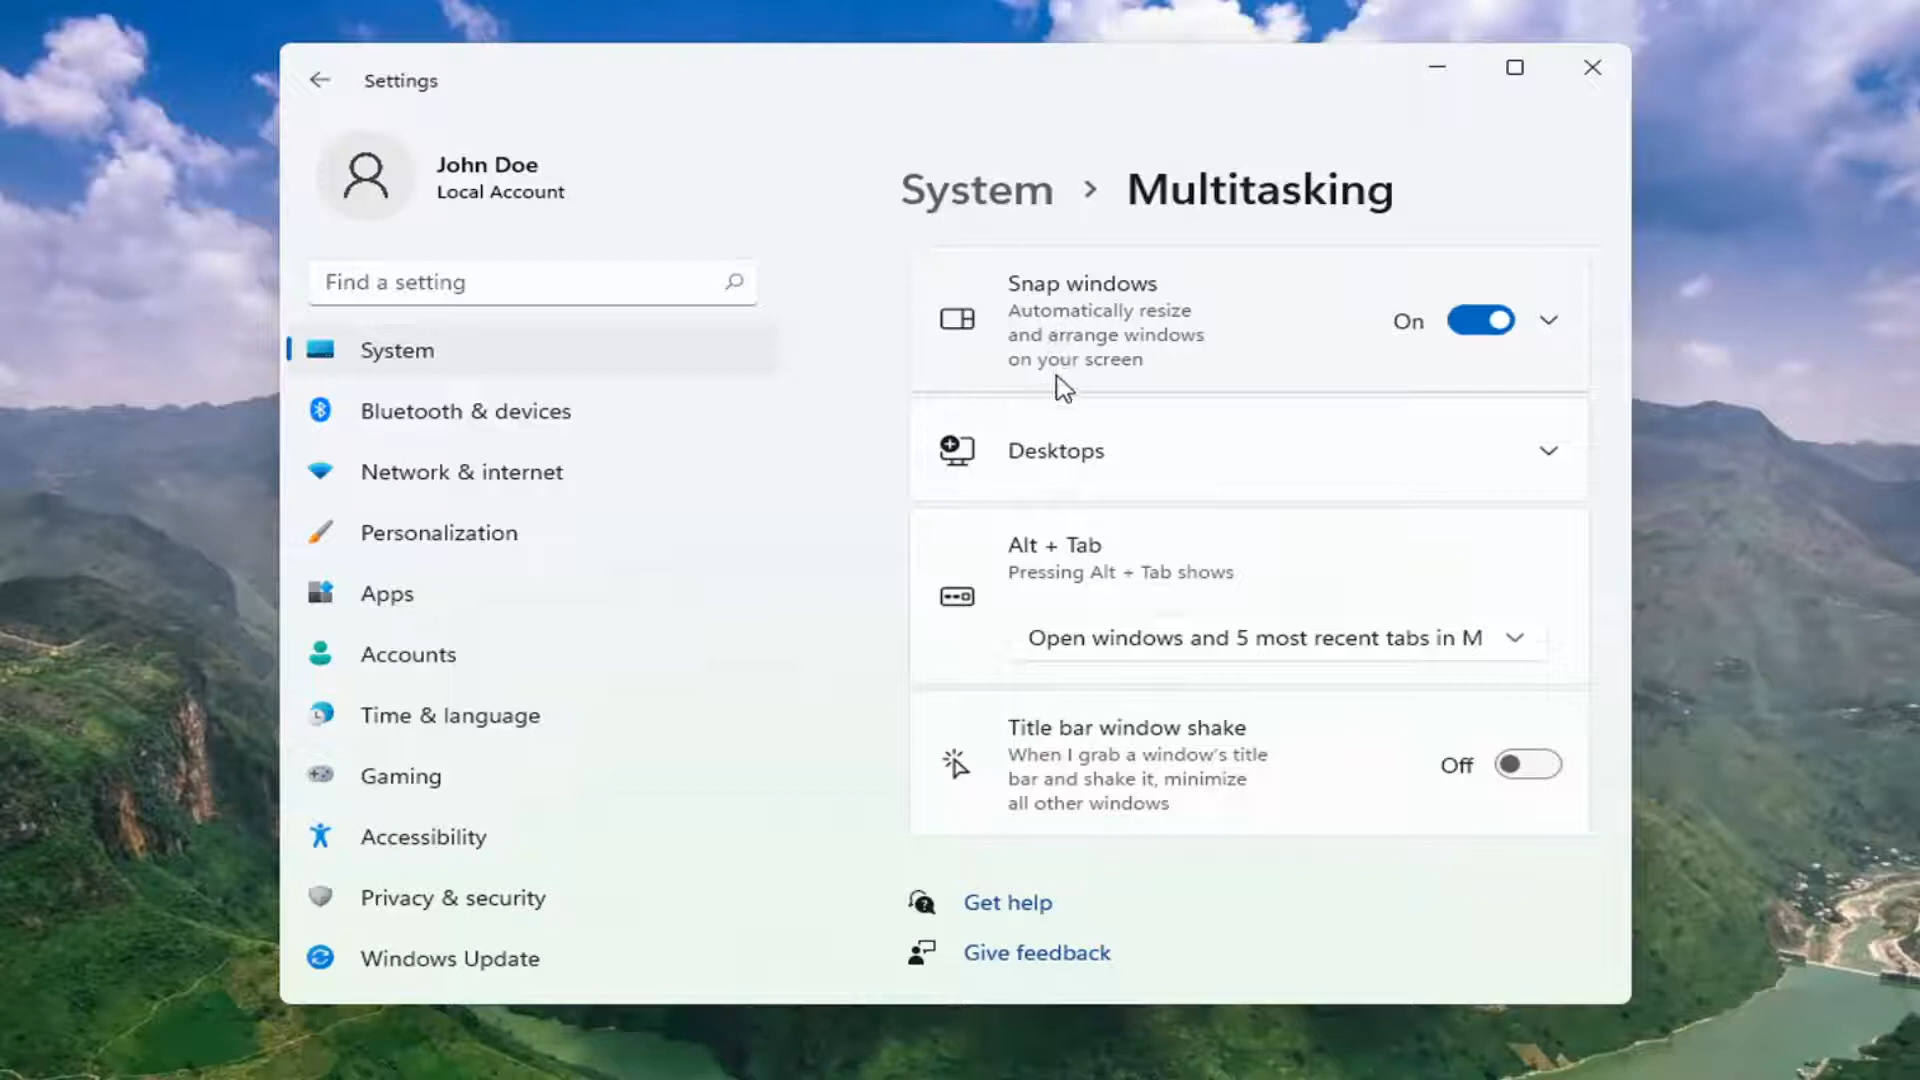 Settings
John Doe
Local Account
Find a setting
System
Bluetooth & devices
Network & internet
Personalization
Apps
Accounts
Time & language
Gaming
Accessibility
Privacy & security
Windows Update
System > Multitasking
Snap windows
Automatically resize
and arrange windows
on your screen
On
Desktops
Alt + Tab
Pressing Alt + Tab shows
Open windows and 5 most recent tabs in M
Title bar window shake
When I grab a window's title
bar and shake it, minimize
all other windows
Off
Get help
Give feedback